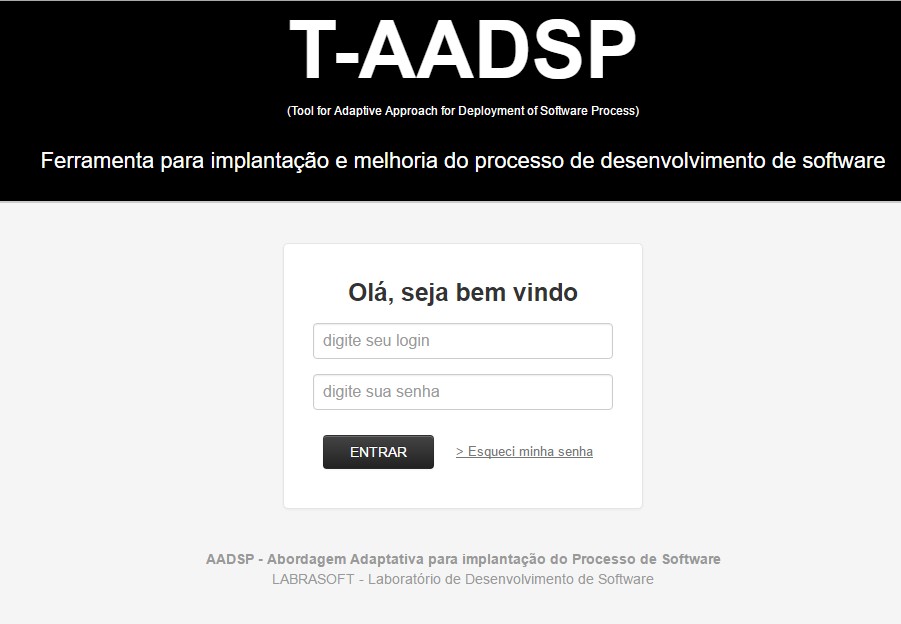 T-AADSP
(Tool for Adaptive Approach for Deployment of Software Process)
Ferramenta para implantação e melhoria do processo de desenvolvimento de software
Olá, seja bem vindo
digite seu login
digite sua senha
ENTRAR
> Esqueci minha senha
AADSP - Abordagem Adaptativa para implantação do Processo de Software
LABRASOFT - Laboratório de Desenvolvimento de Software